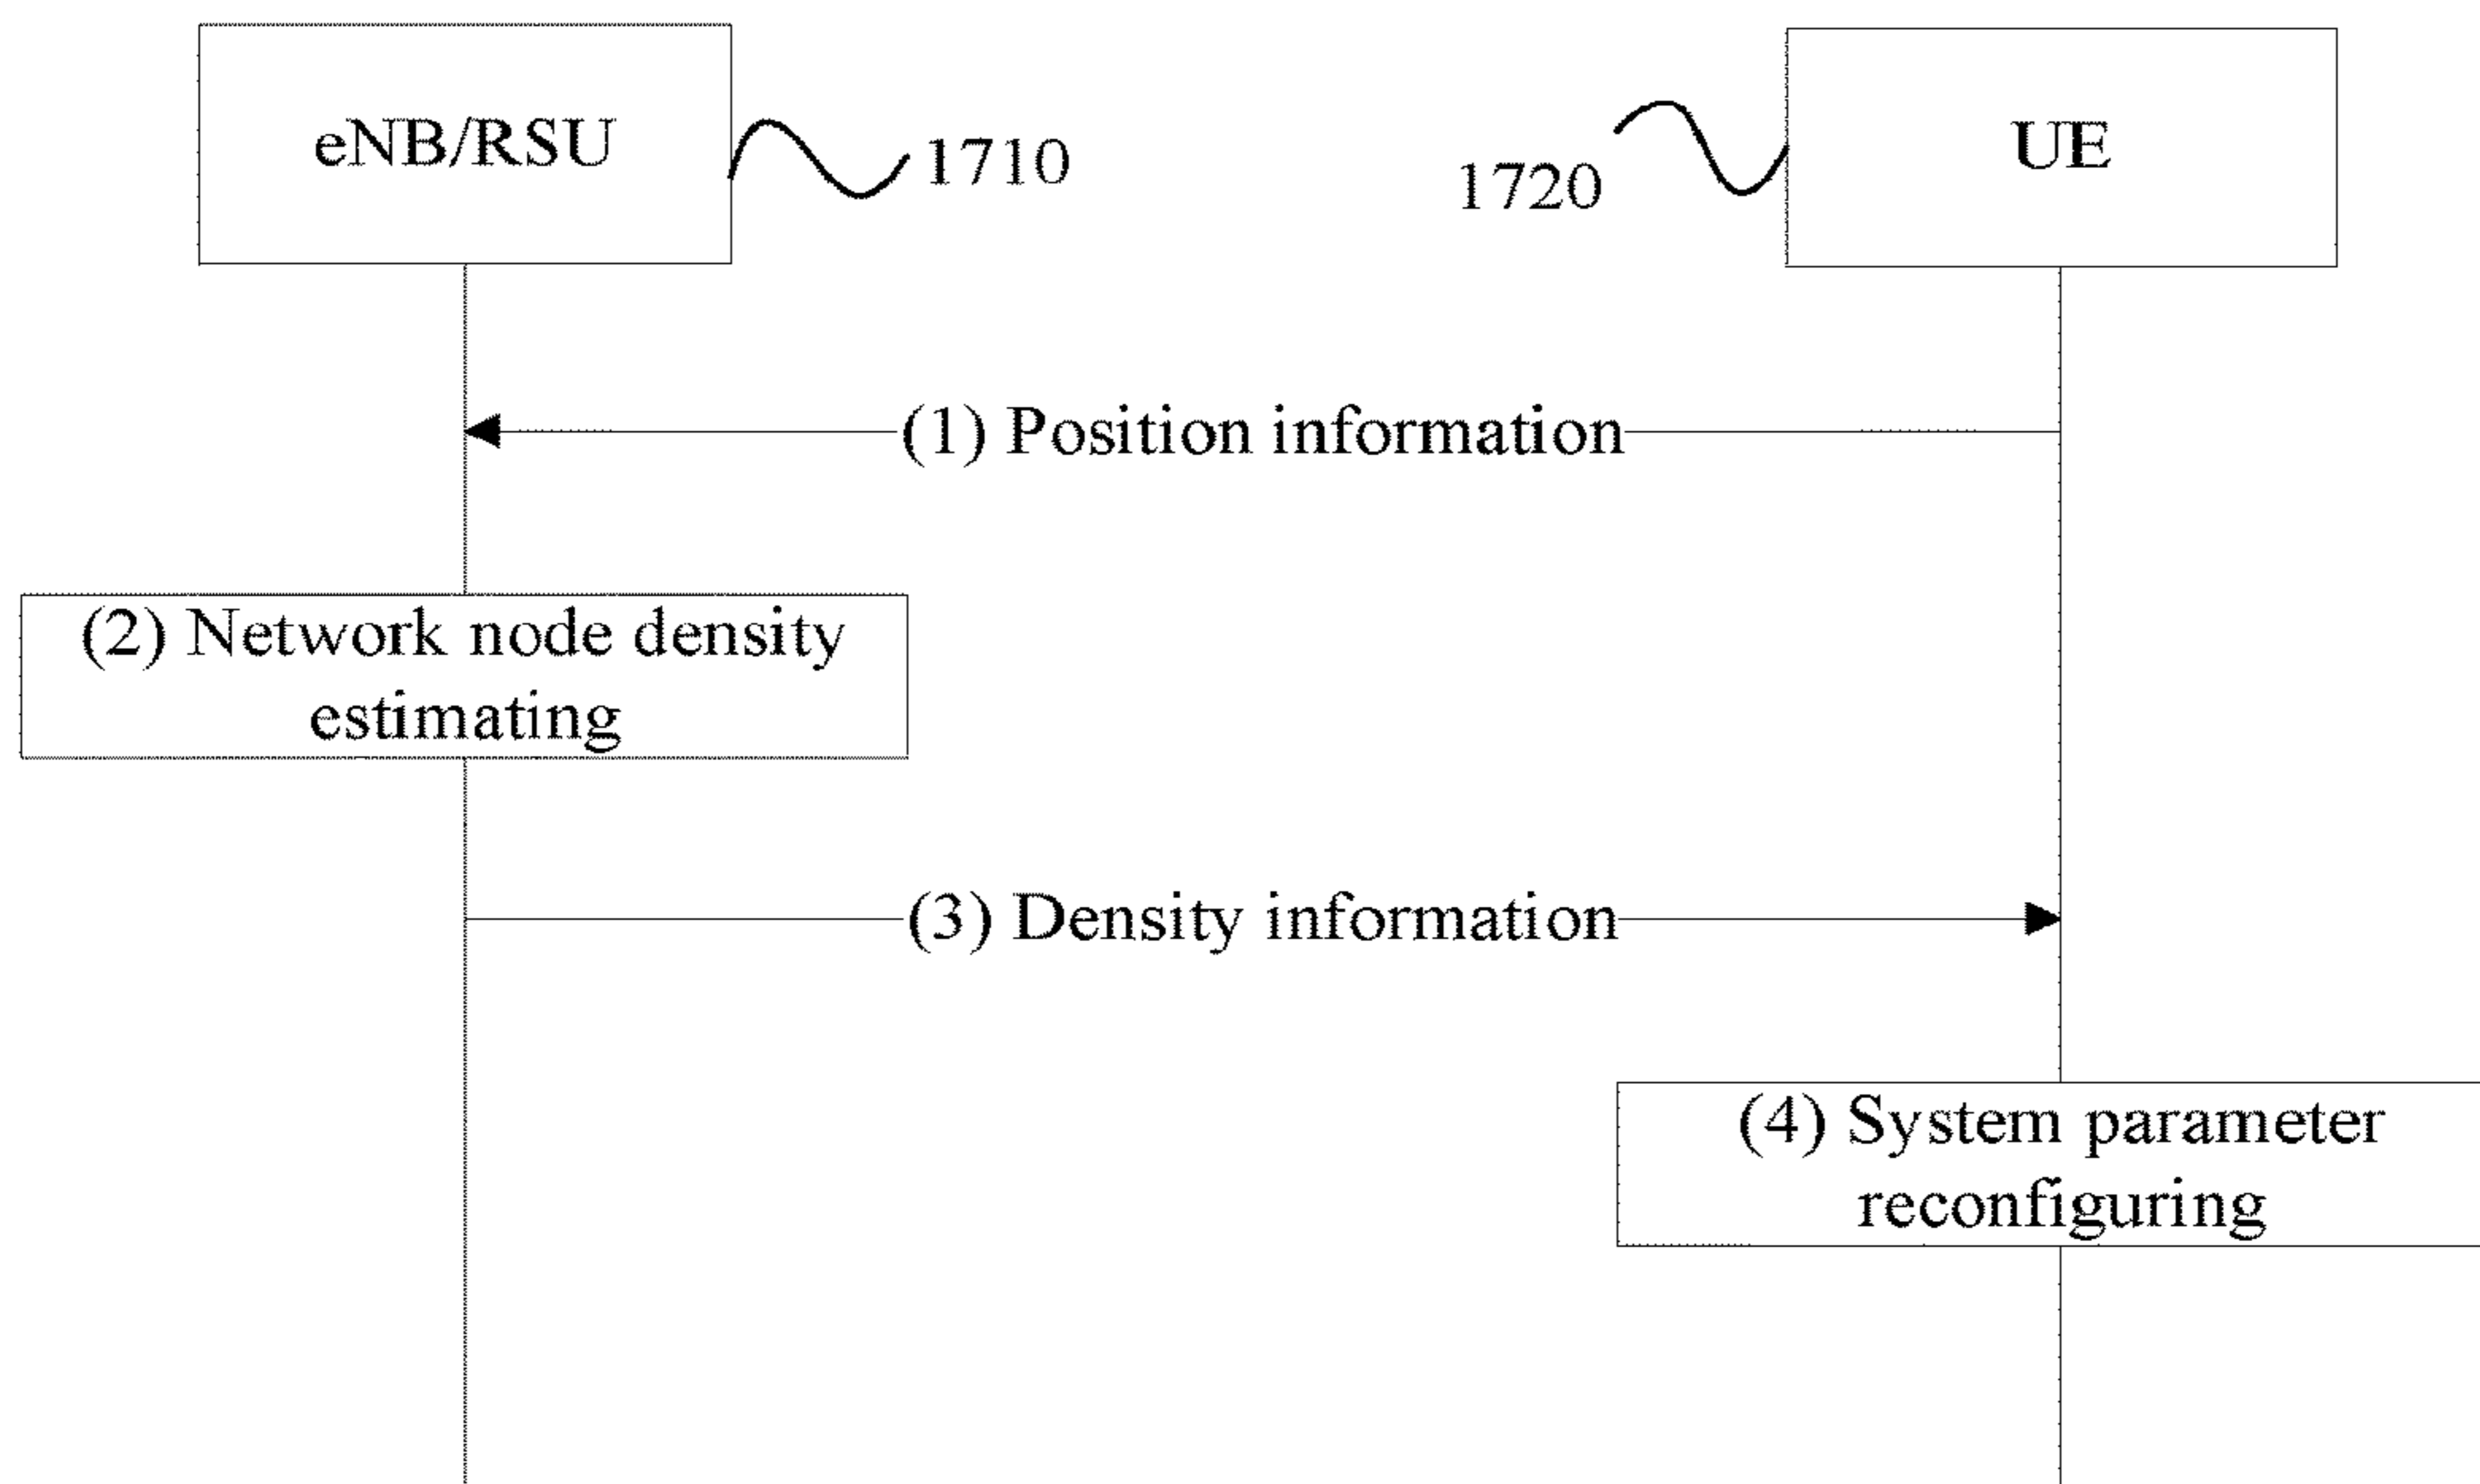 eNB/RSU
1710
1720
UE
(1) Position information
(2) Network node density
estimating
(3) Density information
(4) System parameter
reconfiguring